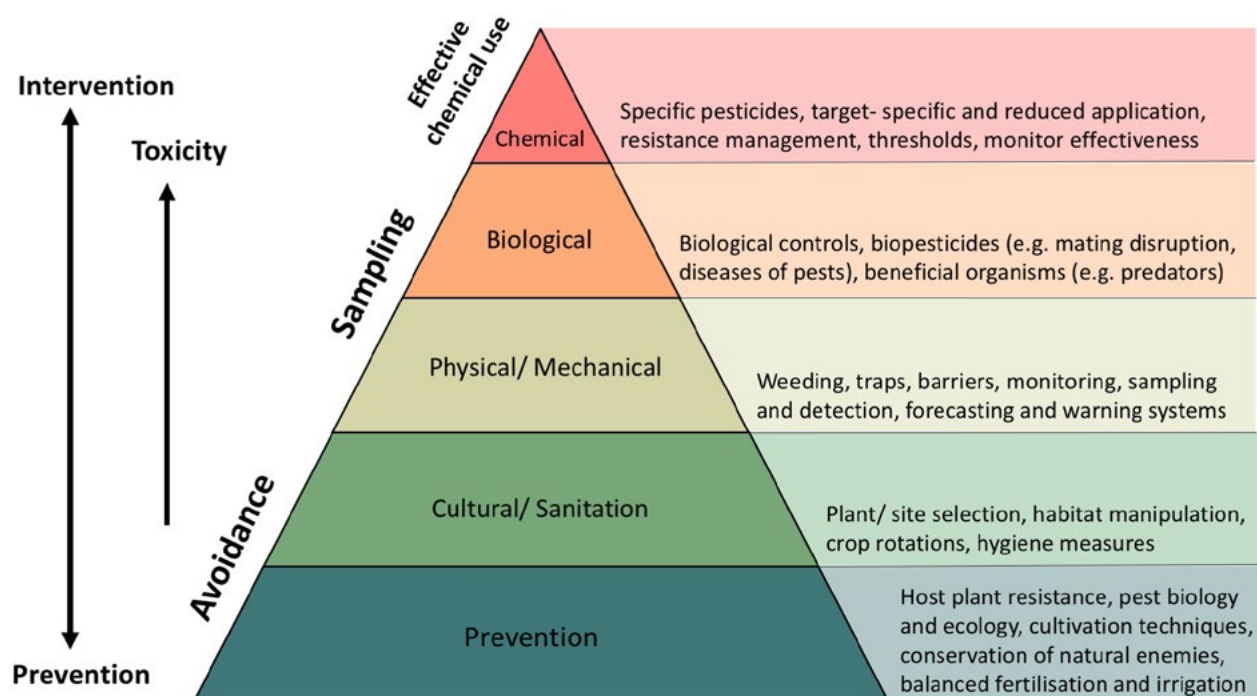 Effective
chemical use
Intervention
Toxicity
Chemical
Specific pesticides, target- specific and reduced application,
resistance management, thresholds, monitor effectiveness
Sampling
Biological
Biological controls, biopesticides (e.g. mating disruption,
diseases of pests), beneficial organisms (e.g. predators)
Physical/ Mechanical
Weeding, traps, barriers, monitoring, sampling
and detection, forecasting and warning systems
Avoidance
Cultural/ Sanitation
Plant/ site selection, habitat manipulation,
crop rotations, hygiene measures
Prevention
Prevention
Host plant resistance, pest biology
and ecology, cultivation techniques,
conservation of natural enemies,
balanced fertilisation and irrigation